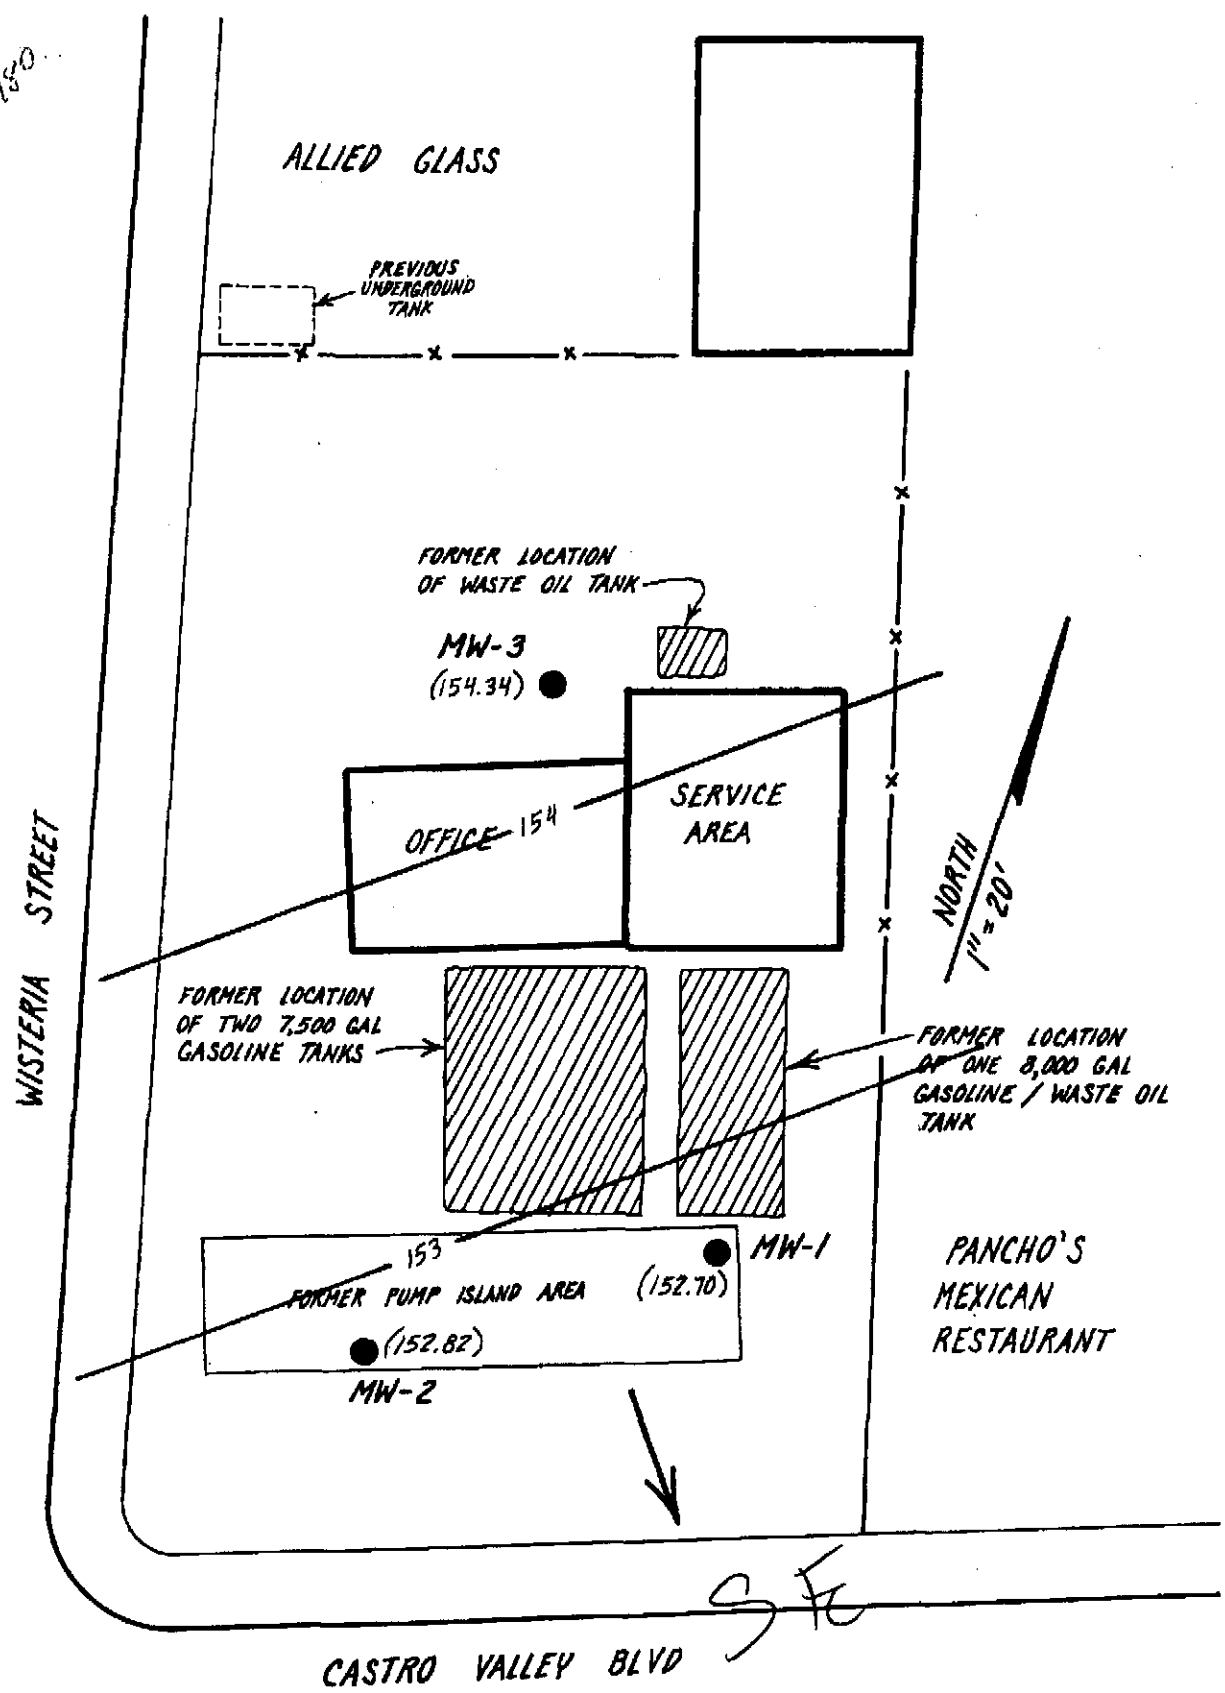 180
ALLIED GLASS
PREVIOUS
UNDERGROUND
TANK
FORMER LOCATION
OF WASTE OIL TANK
MW-3
(154.34)
SERVICE
AREA
OFFICE
154
NORTH
1" = 20'
WISTERIA STREET
FORMER LOCATION
OF TWO 7,500 GAL
GASOLINE TANKS
FORMER LOCATION
OF ONE 8,000 GAL
GASOLINE / WASTE OIL
TANK
153
MW-1
(152.70)
FORMER PUMP ISLAND AREA
(152.82)
MW-2
PANCHO'S
MEXICAN
RESTAURANT
CASTRO VALLEY BLVD